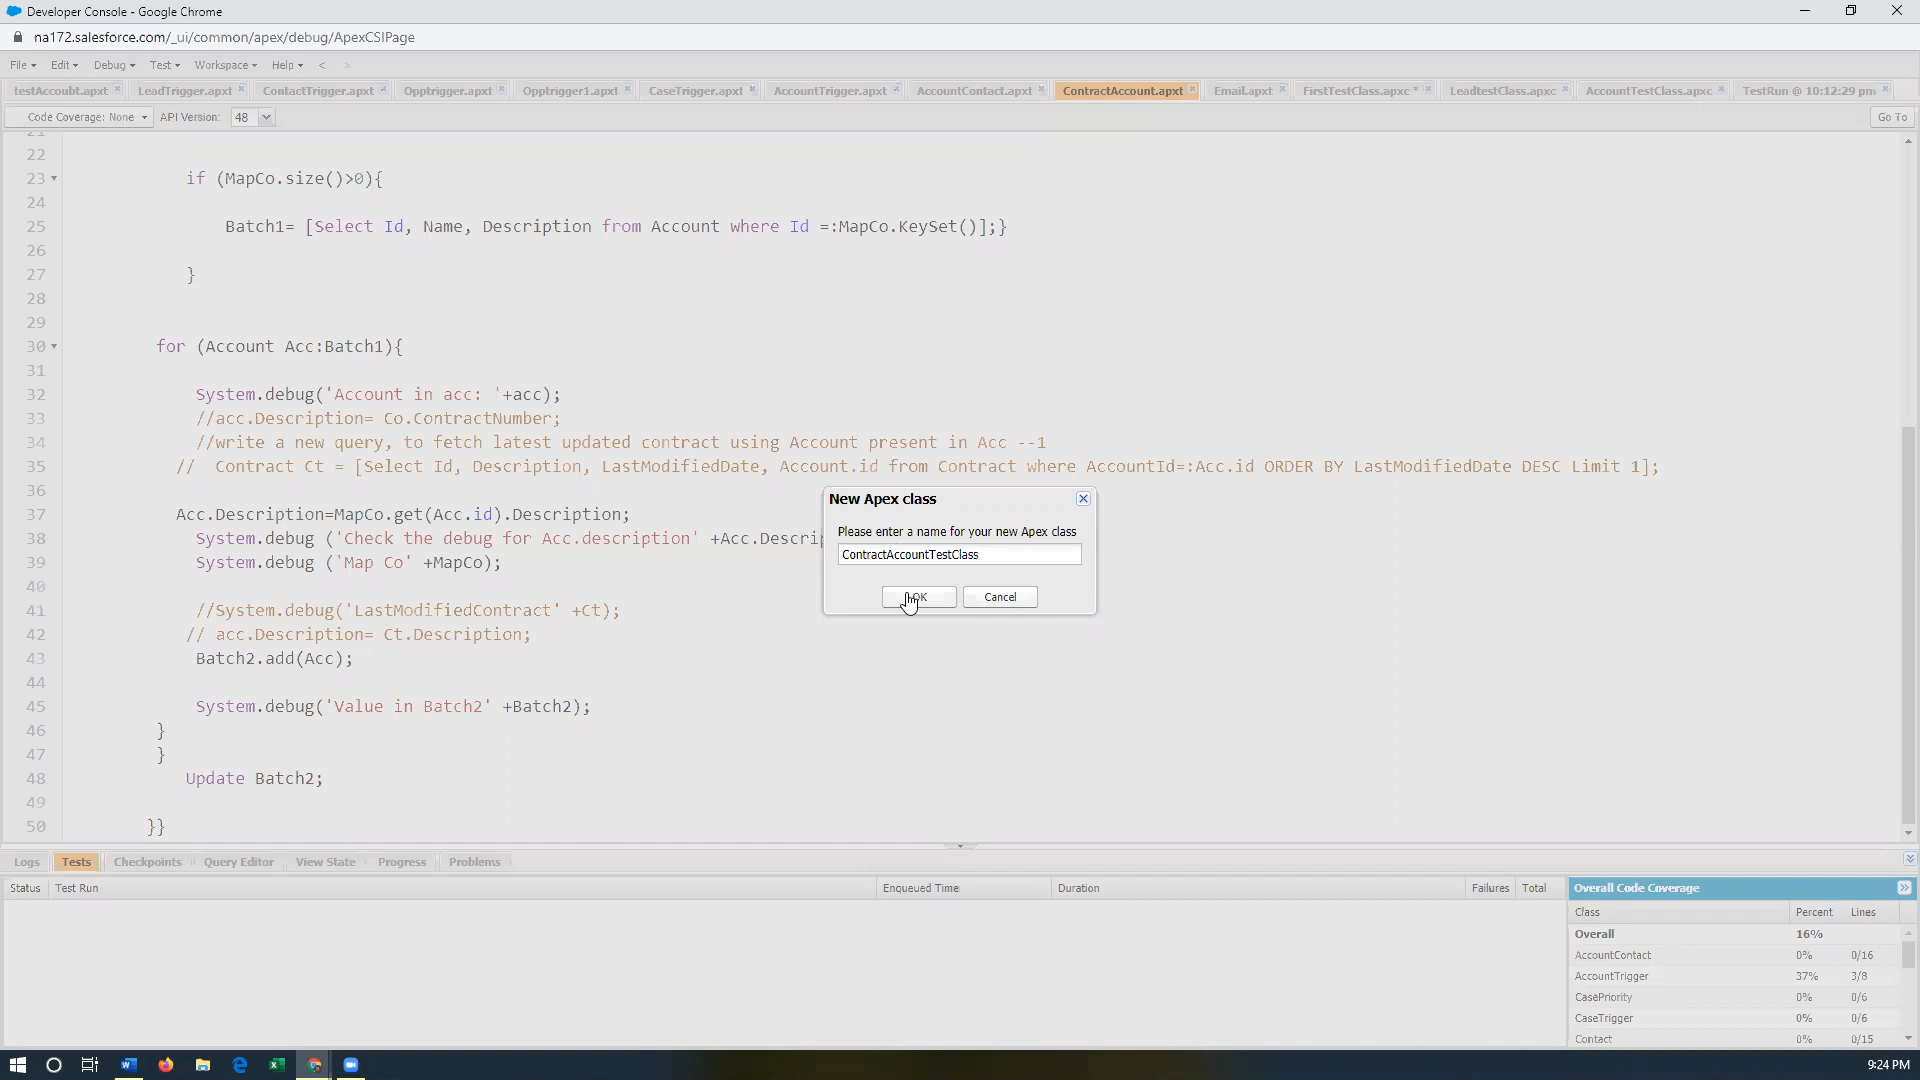 Developer Console - Google Chrome
na172.salesforce.com/_ui/common/apex/debug/ApexCSIPage
File Edit Debug Test Workspace Help < >
testAccoubt.apxt LeadTrigger.apxt ContactTrigger.apxt Opptrigger.apxt Opptrigger1.apxt CaseTrigger.apxt AccountTrigger.apxt AccountContact.apxt ContractAccount.apxt Email.apxt FirstTestClass.apxc * LeadtestClass.apxc AccountTestClass.apxc TestRun @ 10:12:29 pm
Code Coverage: None API Version: 48 Go To
21
22
23 if (MapCo.size()>0){
24
25 Batch1= [Select Id, Name, Description from Account where Id =:MapCo.KeySet()];}
26
27 }
28
29
30 for (Account Acc:Batch1){
31
32 System.debug('Account in acc: '+acc);
33 //acc.Description= Co.ContractNumber;
34 //write a new query, to fetch latest updated contract using Account present in Acc --1
35 // Contract Ct = [Select Id, Description, LastModifiedDate, Account.id from Contract where AccountId=:Acc.id ORDER BY LastModifiedDate DESC Limit 1];
36
37 Acc.Description=MapCo.get(Acc.id).Description;
38 System.debug ('Check the debug for Acc.description' +Acc.Descrip
39 System.debug ('Map Co' +MapCo);
40
41 //System.debug('LastModifiedContract' +Ct);
42 // acc.Description= Ct.Description;
43 Batch2.add(Acc);
44
45 System.debug('Value in Batch2' +Batch2);
46 }
47 }
48 Update Batch2;
49
50 }}
New Apex class
Please enter a name for your new Apex class
ContractAccountTestClass
OK Cancel
Logs Tests Checkpoints Query Editor View State Progress Problems
Status Test Run Enqueued Time Duration Failures Total
Overall Code Coverage
Class Percent Lines
Overall 16%
AccountContact 0% 0/16
AccountTrigger 37% 3/8
CasePriority 0% 0/6
CaseTrigger 0% 0/6
Contact 0% 0/15
9:24 PM